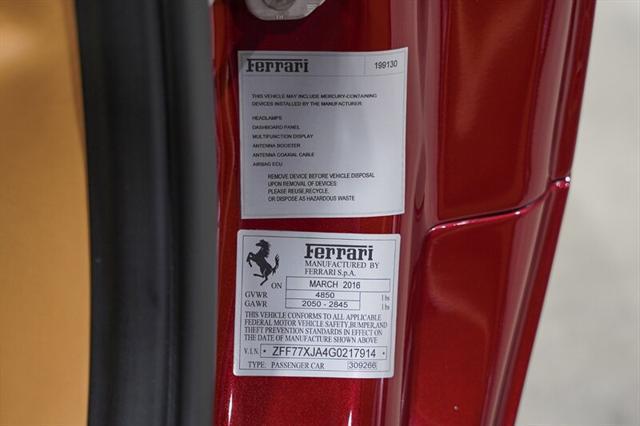 Ferrari 199130
THIS VEHICLE MAY INCLUDE MERCURY-CONTAINING
DEVICES INSTALLED BY THE MANUFACTURER:
HEADLAMPS
DASHBOARD PANEL
MULTIFUNCTION DISPLAY
ANTENNA BOOSTER
ANTENNA COAXIAL CABLE
AIRBAG ECU
REMOVE DEVICE BEFORE VEHICLE DISPOSAL
UPON REMOVAL OF DEVICES:
PLEASE REUSE,RECYCLE,
OR DISPOSE AS HAZARDOUS WASTE
Ferrari
MANUFACTURED BY
FERRARI S.p.A.
ON MARCH 2016
GVWR 4850 lbs
GAWR 2050 - 2845 lbs
THIS VEHICLE CONFORMS TO ALL APPLICABLE
FEDERAL MOTOR VEHICLE SAFETY,BUMPER,AND
THEFT PREVENTION STANDARDS IN EFFECT ON
THE DATE OF MANUFACTURE SHOWN ABOVE
V.I.N. * ZFF77XJA4G0217914 *
TYPE: PASSENGER CAR 309266